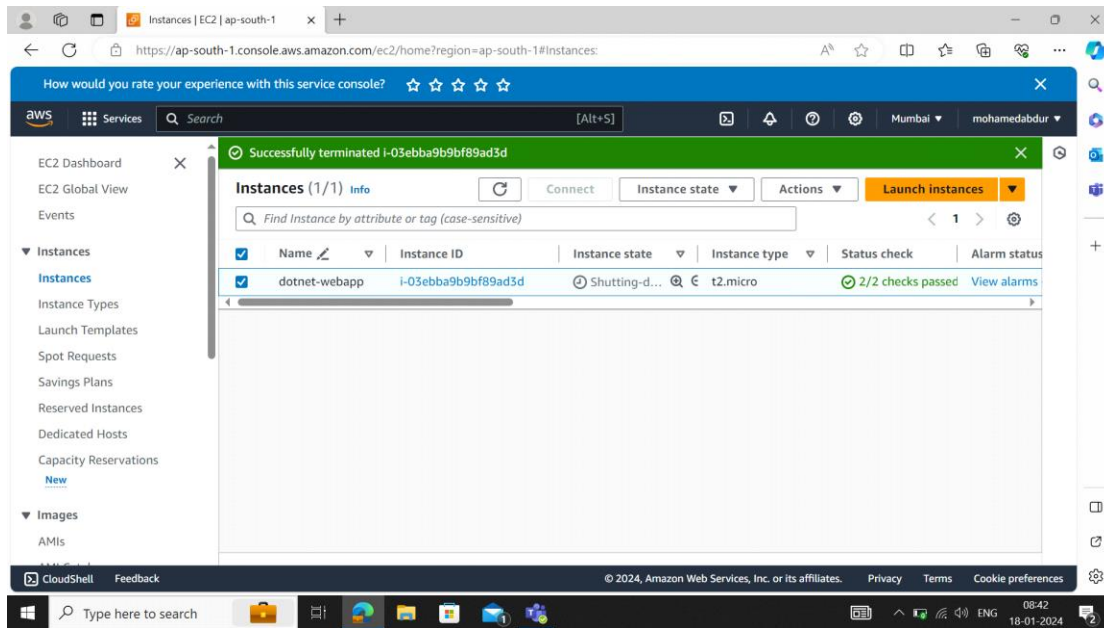 Instances | EC2 | ap-south-1
https://ap-south-1.console.aws.amazon.com/ec2/home?region=ap-south-1#Instances:
How would you rate your experience with this service console?
aws Services Search [Alt+S] Mumbai mohamedabdur
EC2 Dashboard
EC2 Global View
Events
Instances
Instances
Instance Types
Launch Templates
Spot Requests
Savings Plans
Reserved Instances
Dedicated Hosts
Capacity Reservations
New
Images
AMIs
Successfully terminated i-03ebba9b9bf89ad3d
Instances (1/1) Info Connect Instance state Actions Launch instances
Find Instance by attribute or tag (case-sensitive) 1
Name Instance ID Instance state Instance type Status check Alarm status
dotnet-webapp i-03ebba9b9bf89ad3d Shutting-d... t2.micro 2/2 checks passed View alarms
CloudShell Feedback © 2024, Amazon Web Services, Inc. or its affiliates. Privacy Terms Cookie preferences
Type here to search ENG 08:42
18-01-2024